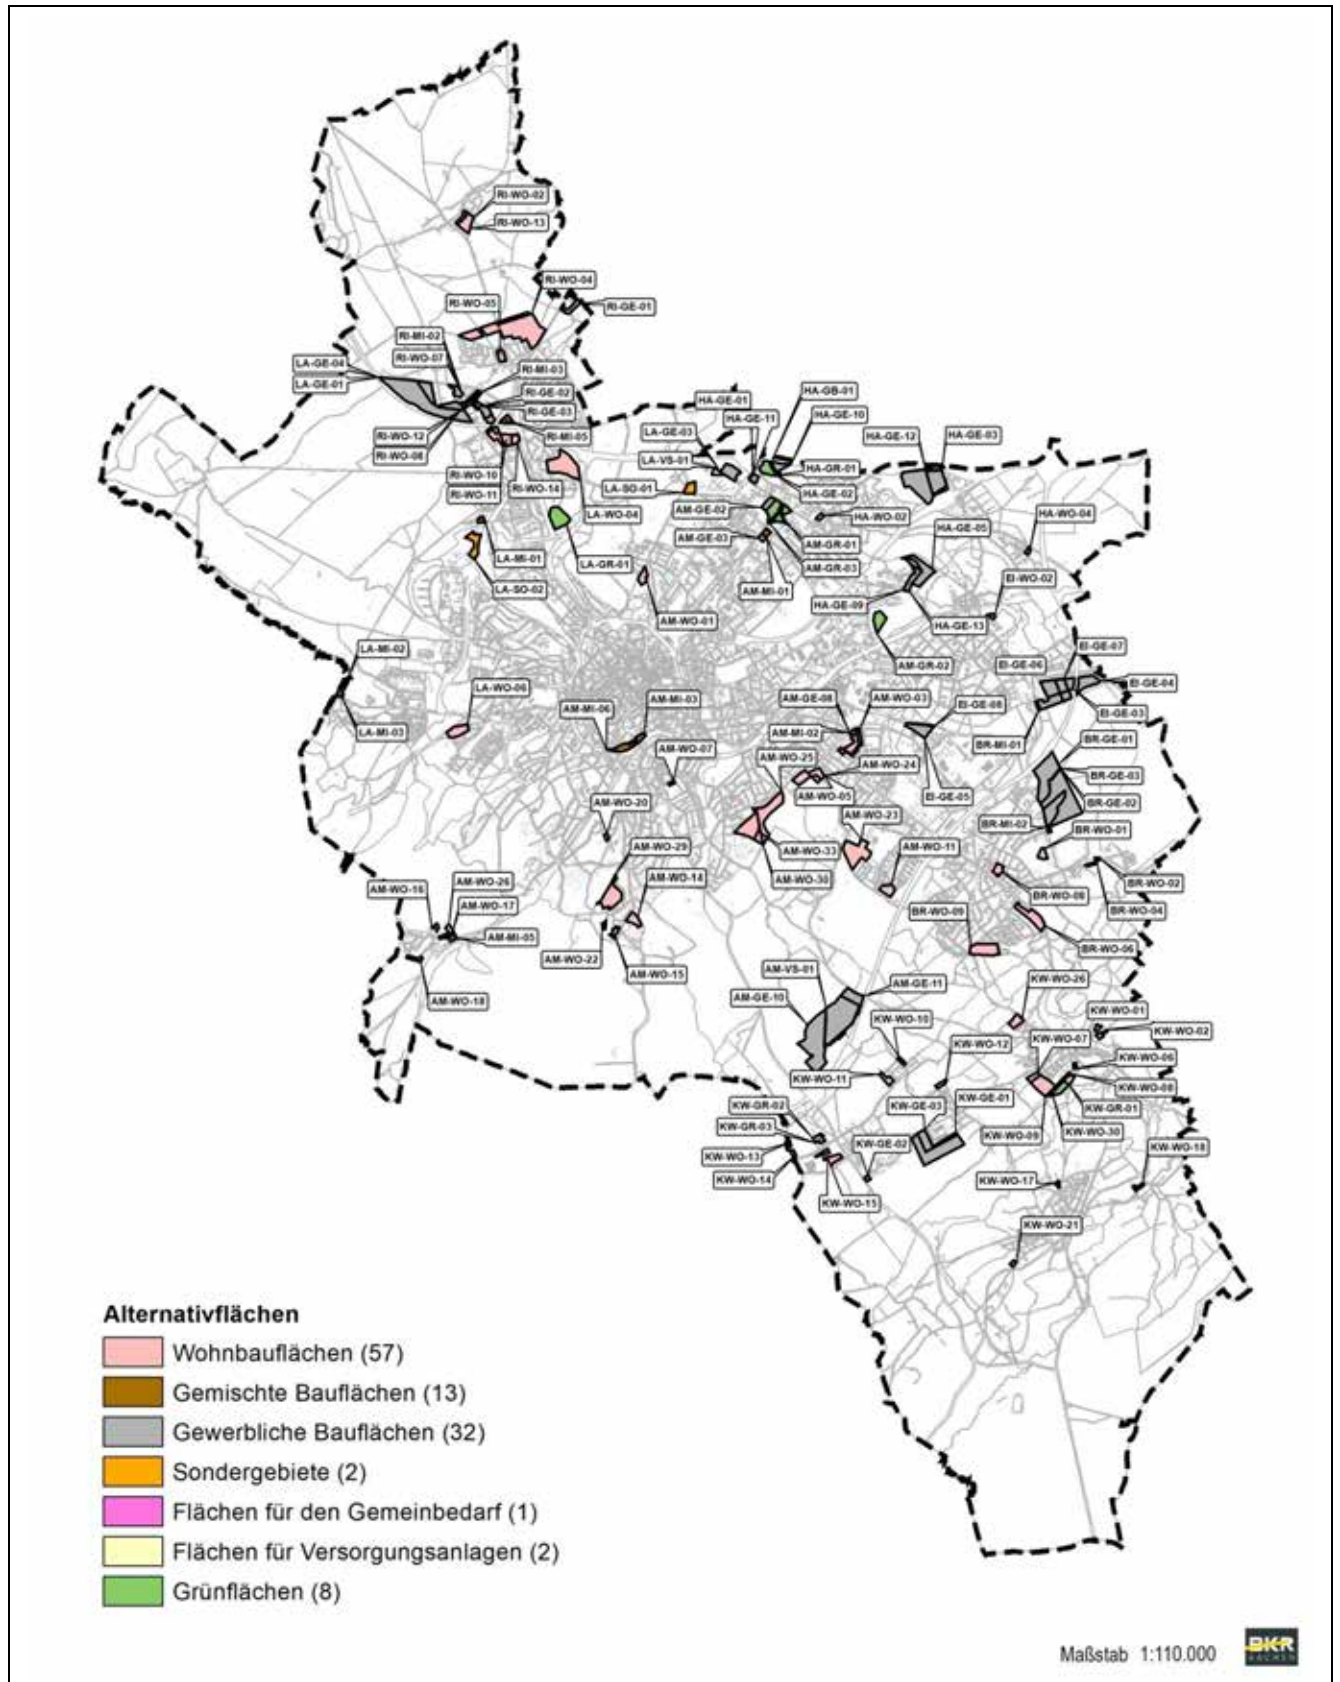 RI-WO-02
RI-WO-13
RI-WO-04
RI-WO-05
RI-GE-01
RI-MI-02
RI-WO-07
LA-GE-04
RI-MI-03
LA-GE-01
RI-GE-02
RI-GE-03
RI-WO-12
RI-MI-05
RI-WO-08
RI-WO-10
RI-WO-11
RI-WO-14
LA-WO-04
HA-GE-01
HA-GB-01
HA-GE-11
HA-GE-10
LA-GE-03
HA-GE-12
HA-GE-03
LA-VS-01
HA-GR-01
LA-SO-01
HA-GE-02
AM-GE-02
HA-WO-02
HA-GE-05
HA-WO-04
AM-GE-03
AM-GR-01
LA-MI-01
LA-GR-01
AM-GR-03
LA-SO-02
AM-MI-01
EI-WO-02
AM-WO-01
HA-GE-09
HA-GE-13
LA-MI-02
AM-GR-02
EI-GE-07
EI-GE-06
EI-GE-04
LA-WO-06
AM-MI-03
AM-GE-08
AM-WO-03
AM-MI-06
EI-GE-08
EI-GE-03
LA-MI-03
AM-MI-02
BR-MI-01
BR-GE-01
AM-WO-07
AM-WO-25
AM-WO-24
BR-GE-03
AM-WO-05
EI-GE-05
AM-WO-20
AM-WO-23
BR-GE-02
BR-MI-02
BR-WO-01
AM-WO-29
AM-WO-33
AM-WO-11
AM-WO-14
AM-WO-30
AM-WO-16
AM-WO-26
BR-WO-02
BR-WO-08
AM-WO-17
BR-WO-09
BR-WO-04
AM-MI-05
BR-WO-06
AM-WO-22
AM-WO-15
AM-VS-01
AM-WO-18
AM-GE-10
AM-GE-11
KW-WO-26
KW-WO-10
KW-WO-01
KW-WO-02
KW-WO-12
KW-WO-07
KW-WO-06
KW-WO-11
KW-WO-08
KW-GR-02
KW-GE-03
KW-GE-01
KW-GR-01
KW-GR-03
KW-GE-02
KW-WO-09
KW-WO-30
KW-WO-18
KW-WO-13
KW-WO-14
KW-WO-17
KW-WO-15
KW-WO-21
Alternativflächen
Wohnbauflächen (57)
Gemischte Bauflächen (13)
Gewerbliche Bauflächen (32)
Sondergebiete (2)
Flächen für den Gemeinbedarf (1)
Flächen für Versorgungsanlagen (2)
Grünflächen (8)
Maßstab 1:110.000
BKR
AACHEN